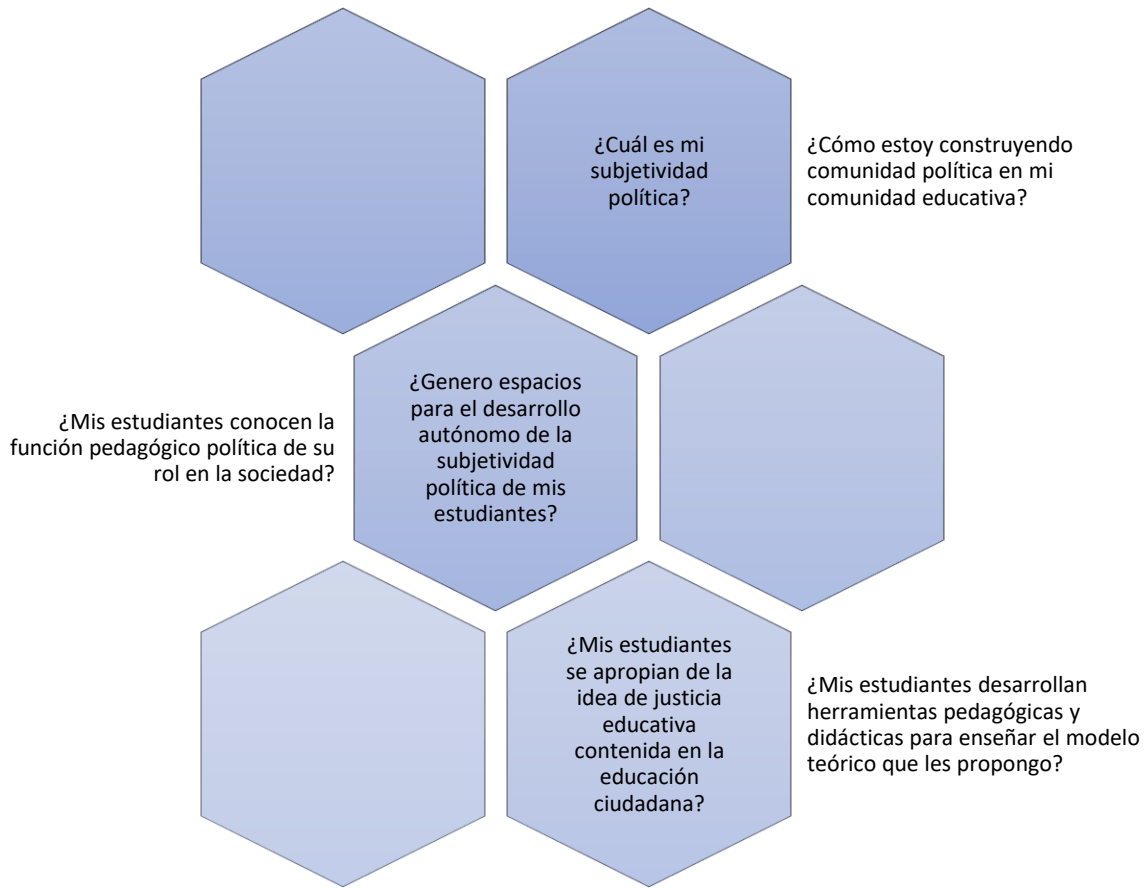 ¿Cuál es mi
subjetividad
política?
¿Cómo estoy construyendo
comunidad política en mi
comunidad educativa?
¿Mis estudiantes conocen la
función pedagógico política de su
rol en la sociedad?
¿Genero espacios
para el desarrollo
autónomo de la
subjetividad
política de mis
estudiantes?
¿Mis estudiantes
se apropian de la
idea de justicia
educativa
contenida en la
educación
ciudadana?
¿Mis estudiantes desarrollan
herramientas pedagógicas y
didácticas para enseñar el modelo
teórico que les propongo?